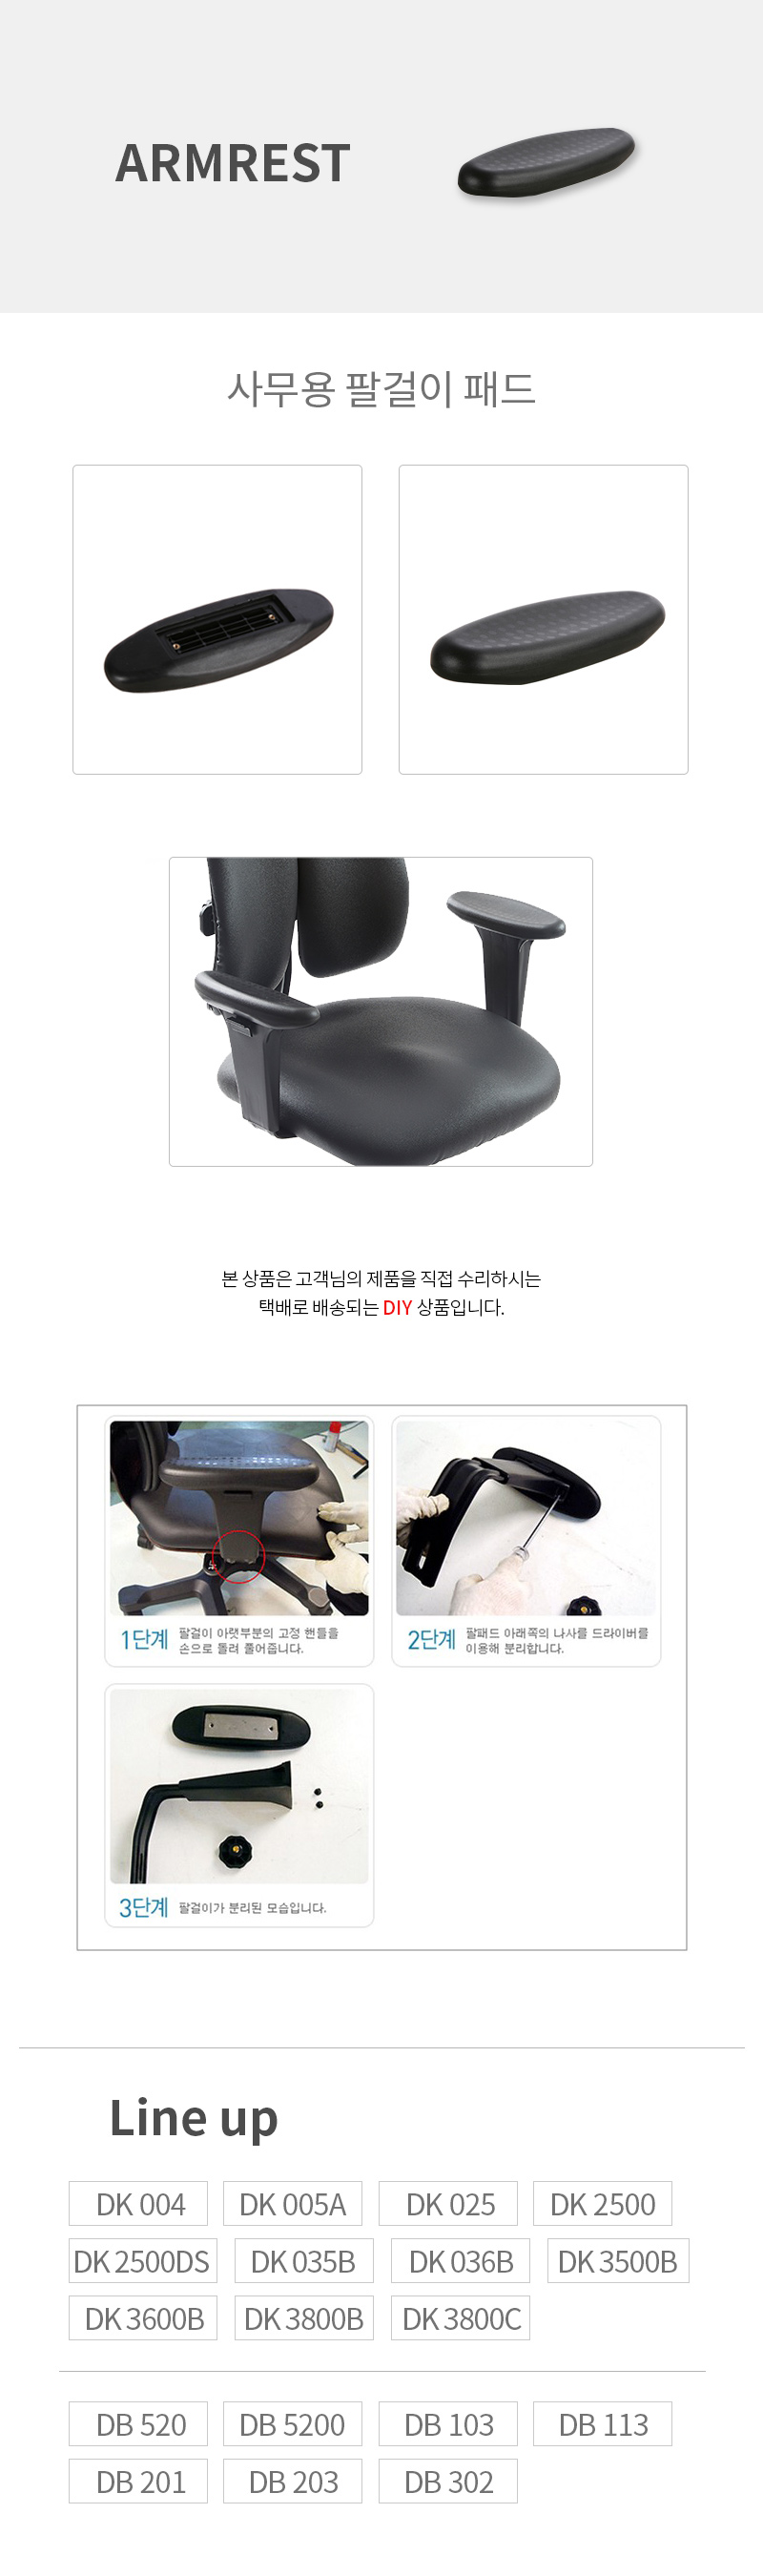 ARMREST
사무용 팔걸이 패드
본 상품은 고객님의 제품을 직접 수리하시는
택배로 배송되는 DIY 상품입니다.
1단계 팔걸이 아랫부분의 고정 핸들을
손으로 돌려 풀어줍니다.
2단계 팔패드 아래쪽의 나사를 드라이버를
이용해 분리합니다.
3단계 팔걸이가 분리된 모습입니다.
Line up
DK 004 DK 005A DK 025 DK 2500
DK 2500DS DK 035B DK 036B DK 3500B
DK 3600B DK 3800B DK 3800C
DB 520 DB 5200 DB 103 DB 113
DB 201 DB 203 DB 302